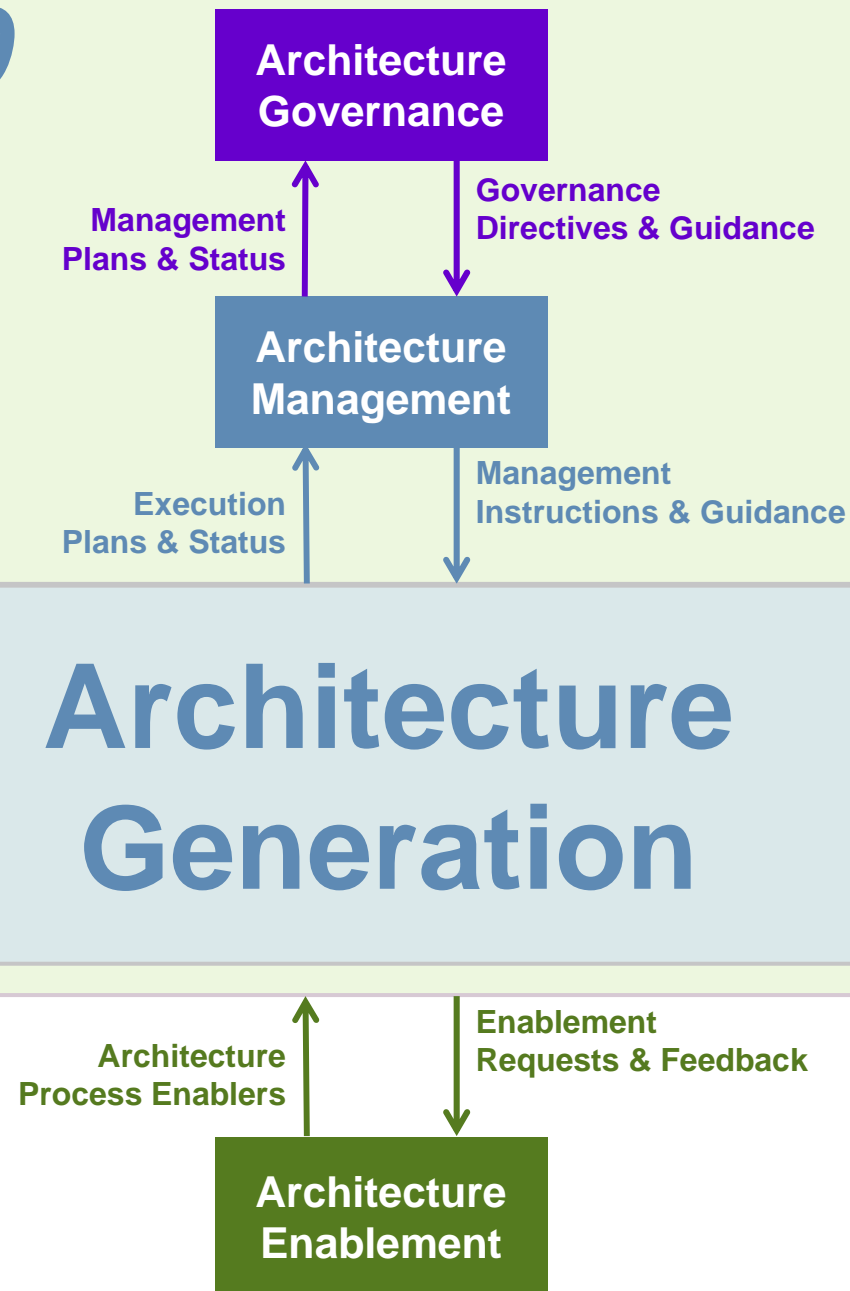 Architecture
Governance
Management
Plans & Status
Governance
Directives & Guidance
Architecture
Management
Execution
Plans & Status
Management
Instructions & Guidance
Architecture
Generation
Architecture
Process Enablers
Enablement
Requests & Feedback
Architecture
Enablement